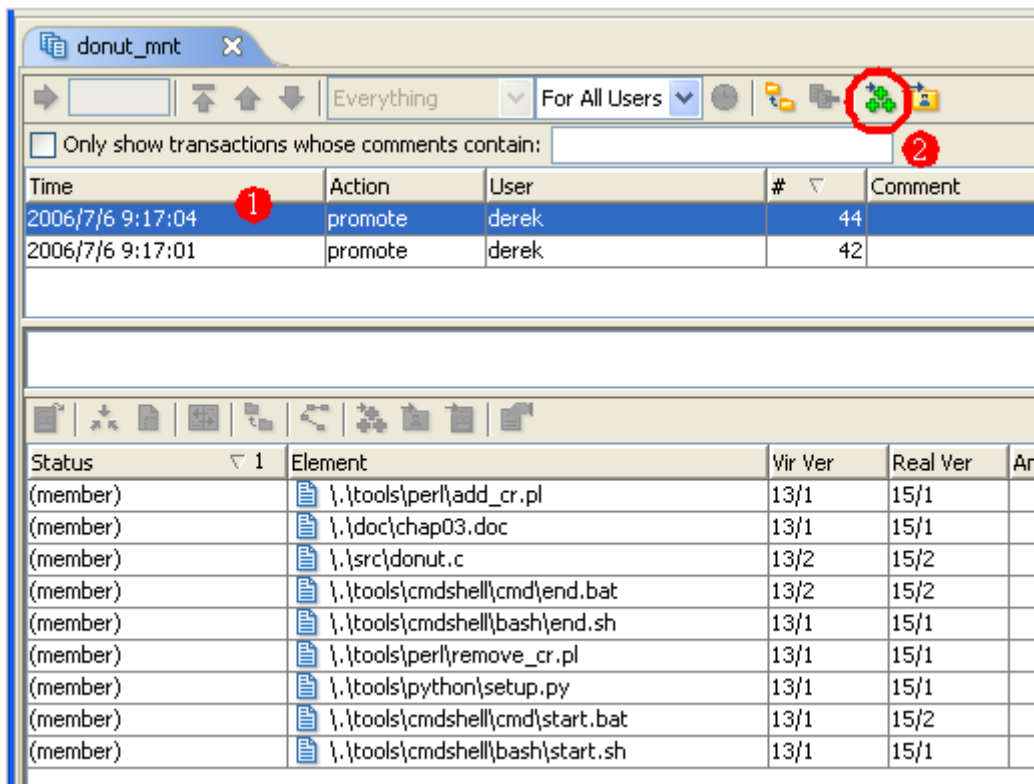 donut_mnt
Everything For All Users
Only show transactions whose comments contain:
2
Time Action User # Comment
1
2006/7/6 9:17:04 promote derek 44
2006/7/6 9:17:01 promote derek 42
Status 1 Element Vir Ver Real Ver
(member) \.\tools\perl\add_cr.pl 13/1 15/1
(member) \.\doc\chap03.doc 13/1 15/1
(member) \.\src\donut.c 13/2 15/2
(member) \.\tools\cmdshell\cmd\end.bat 13/2 15/2
(member) \.\tools\cmdshell\bash\end.sh 13/1 15/1
(member) \.\tools\perl\remove_cr.pl 13/1 15/1
(member) \.\tools\python\setup.py 13/1 15/1
(member) \.\tools\cmdshell\cmd\start.bat 13/1 15/2
(member) \.\tools\cmdshell\bash\start.sh 13/1 15/1